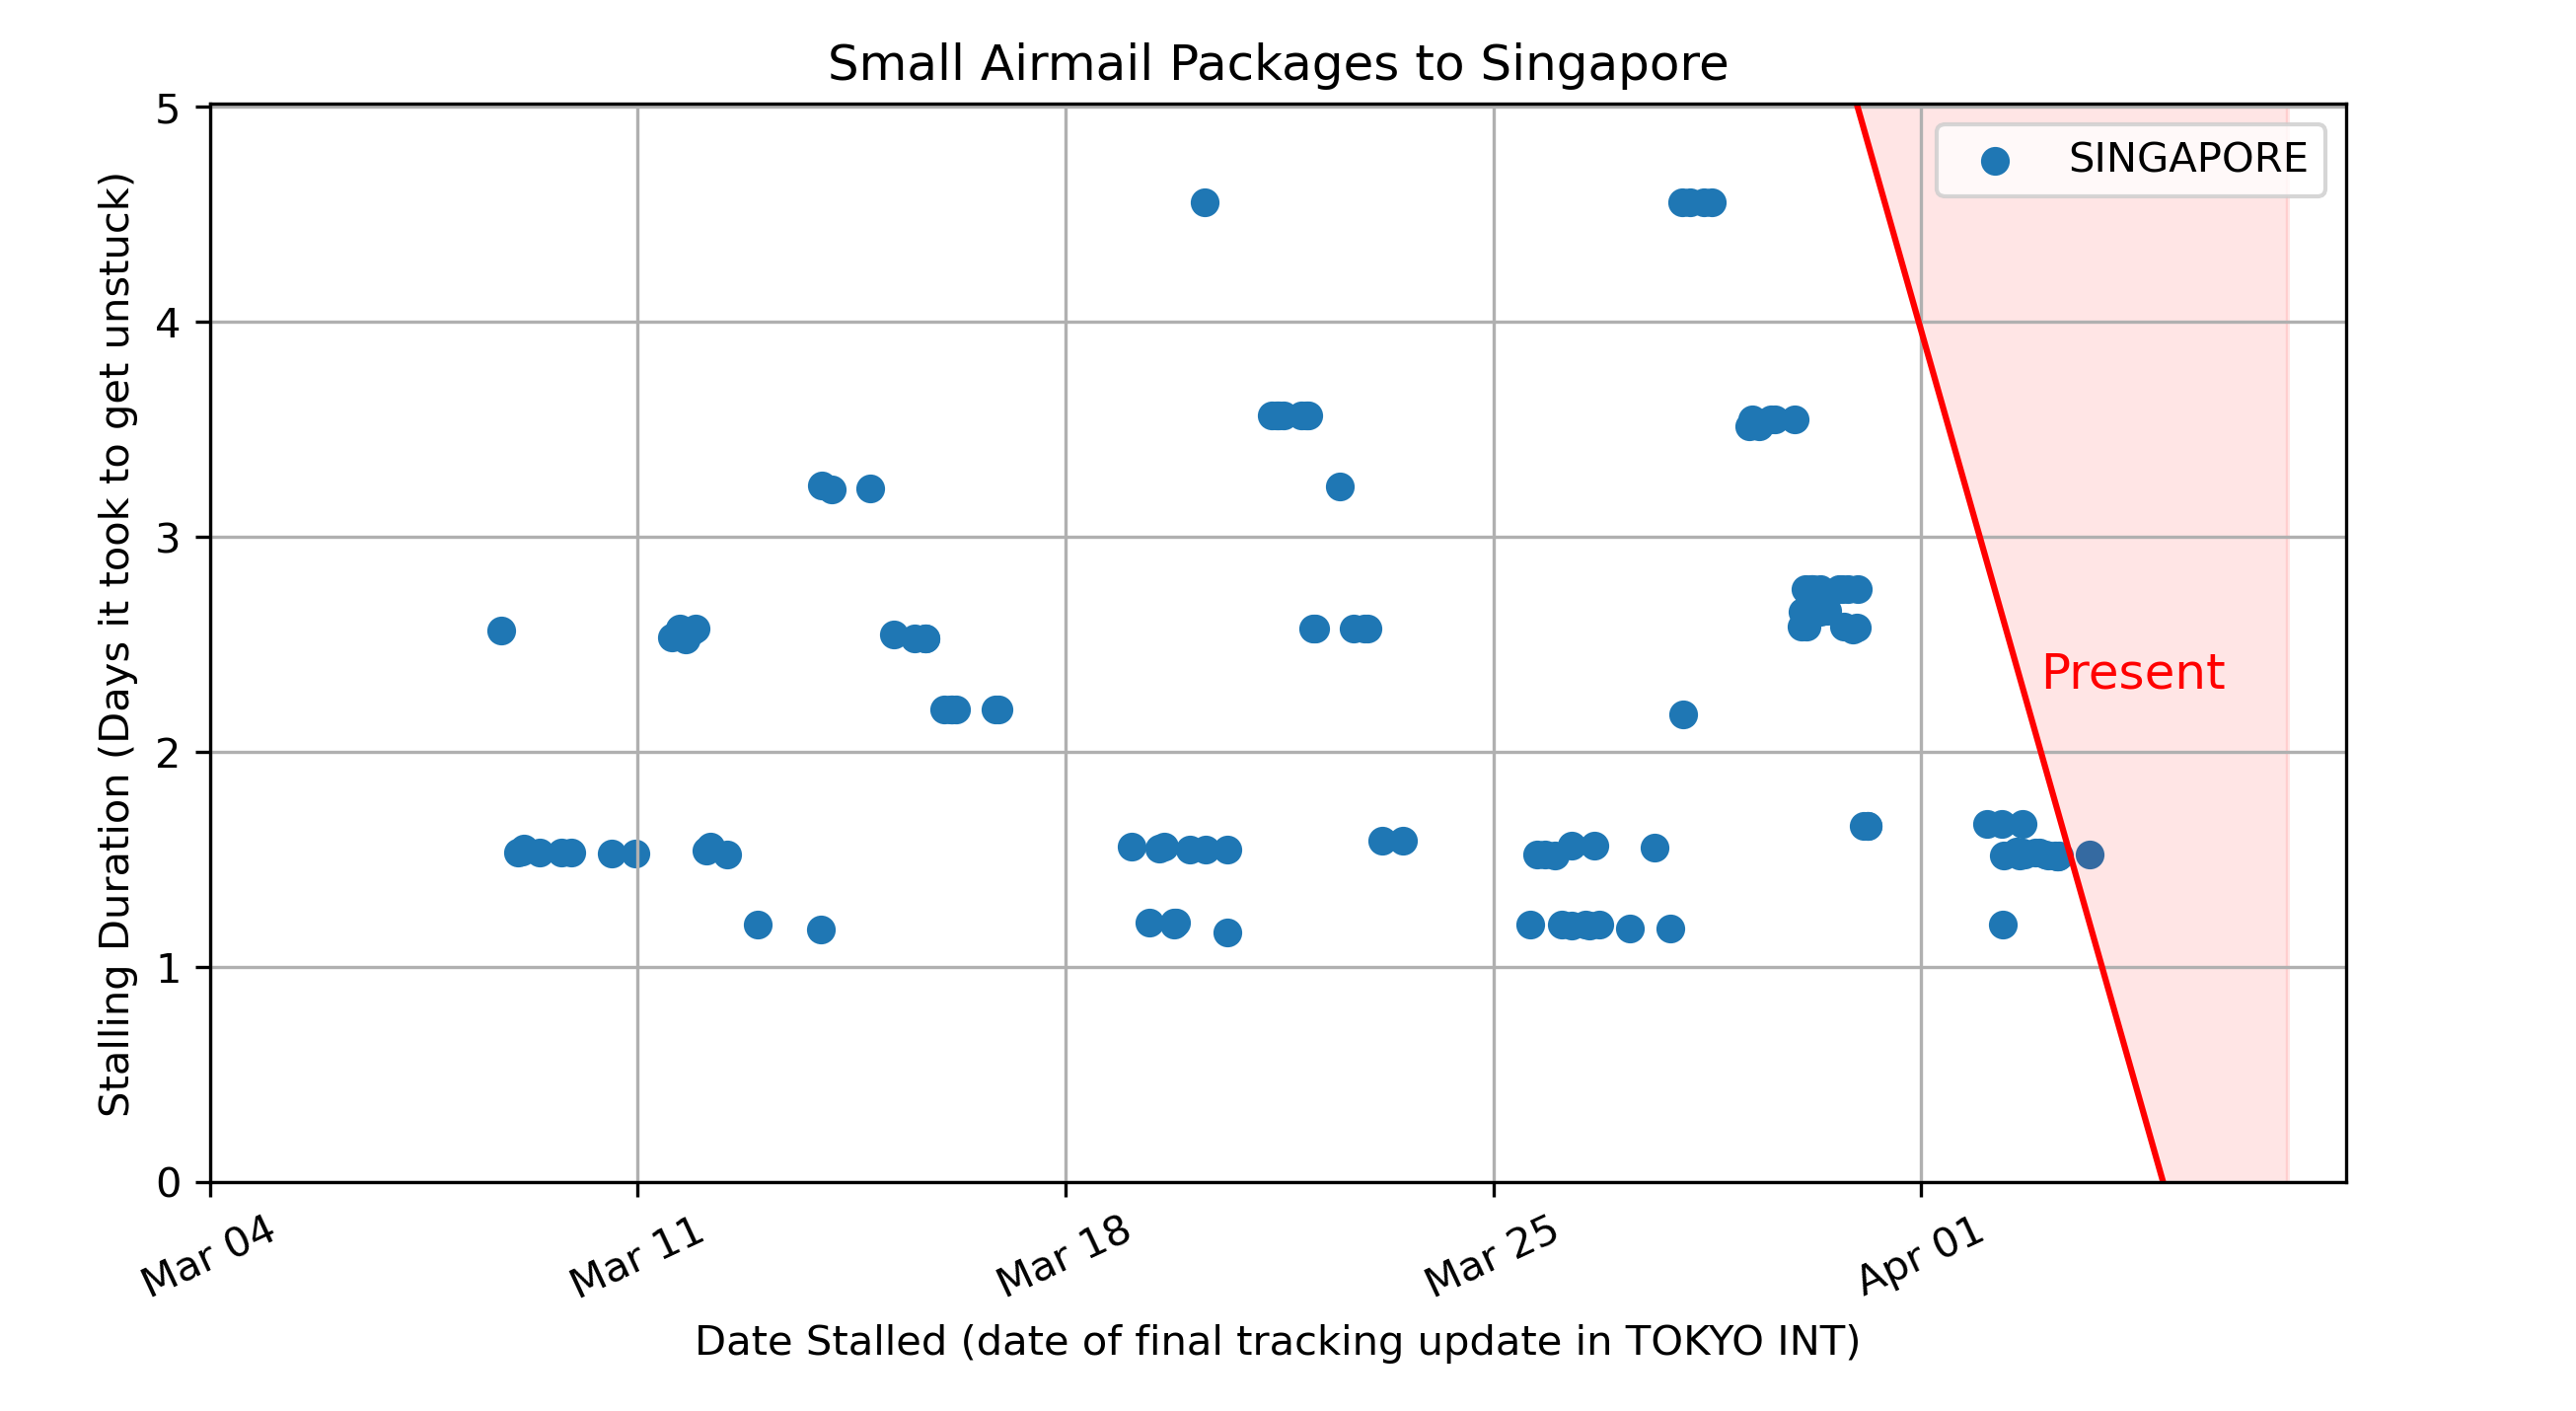 Small Airmail Packages to Singapore
SINGAPORE
Stalling Duration (Days it took to get unstuck)
5
4
3
2
1
0
Present
Mar 04
Mar 11
Mar 18
Mar 25
Apr 01
Date Stalled (date of final tracking update in TOKYO INT)